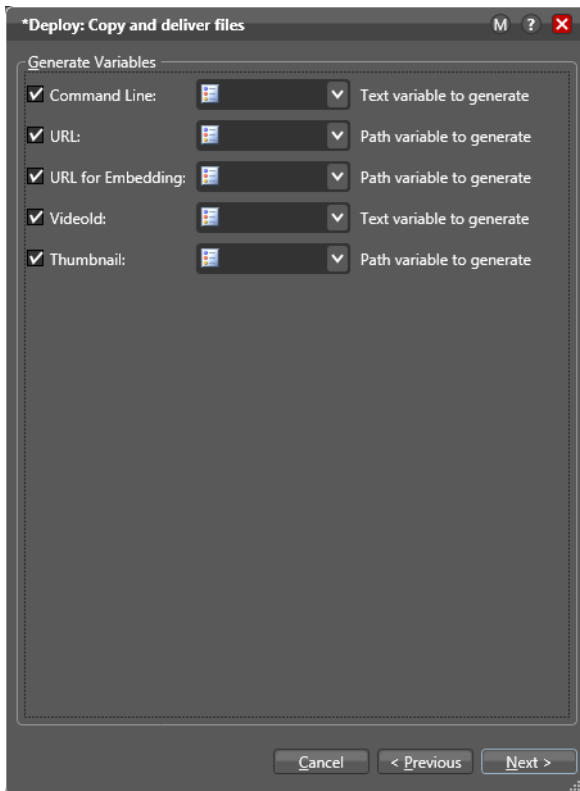 *Deploy: Copy and deliver files M ? X
Generate Variables
Command Line: Text variable to generate
URL: Path variable to generate
URL for Embedding: Path variable to generate
VideoId: Text variable to generate
Thumbnail: Path variable to generate
Cancel < Previous Next >